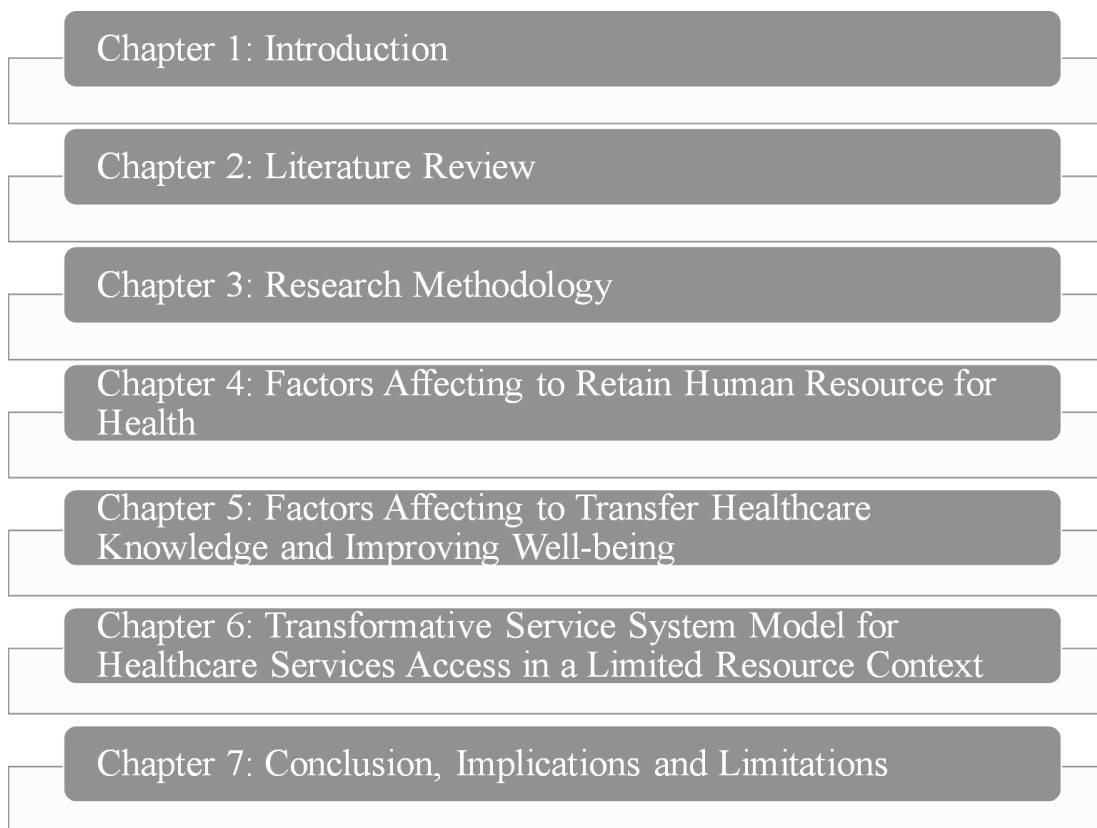 Chapter 1: Introduction
Chapter 2: Literature Review
Chapter 3: Research Methodology
Chapter 4: Factors Affecting to Retain Human Resource for
Health
Chapter 5: Factors Affecting to Transfer Healthcare
Knowledge and Improving Well-being
Chapter 6: Transformative Service System Model for
Healthcare Services Access in a Limited Resource Context
Chapter 7: Conclusion, Implications and Limitations